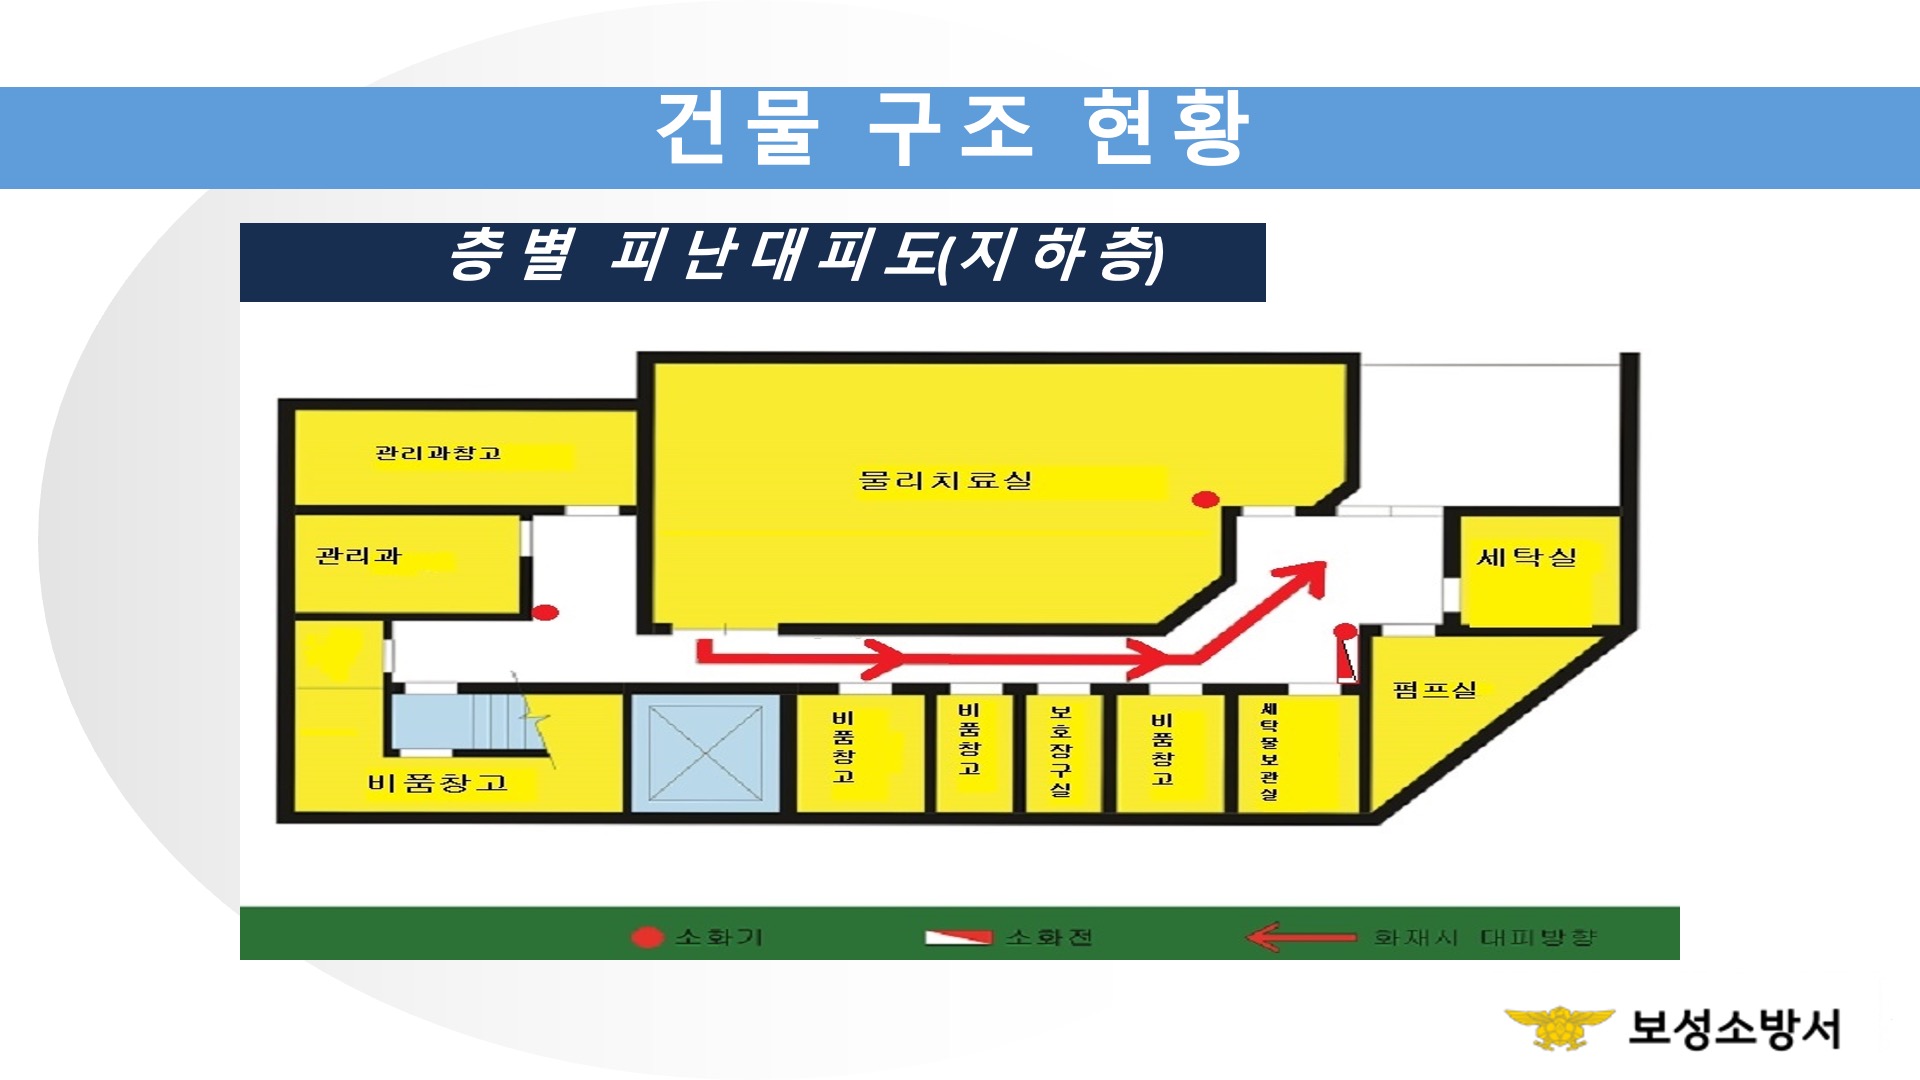 건물 구조 현황
층별 피난대피도(지하층)
관리과창고
물리치료실
관리과
세탁실
펌프실
비품창고
비품창고
비품창고
보호장구실
비품창고
세탁물보관실
소화기
소화전
화재시 대피방향
보성소방서